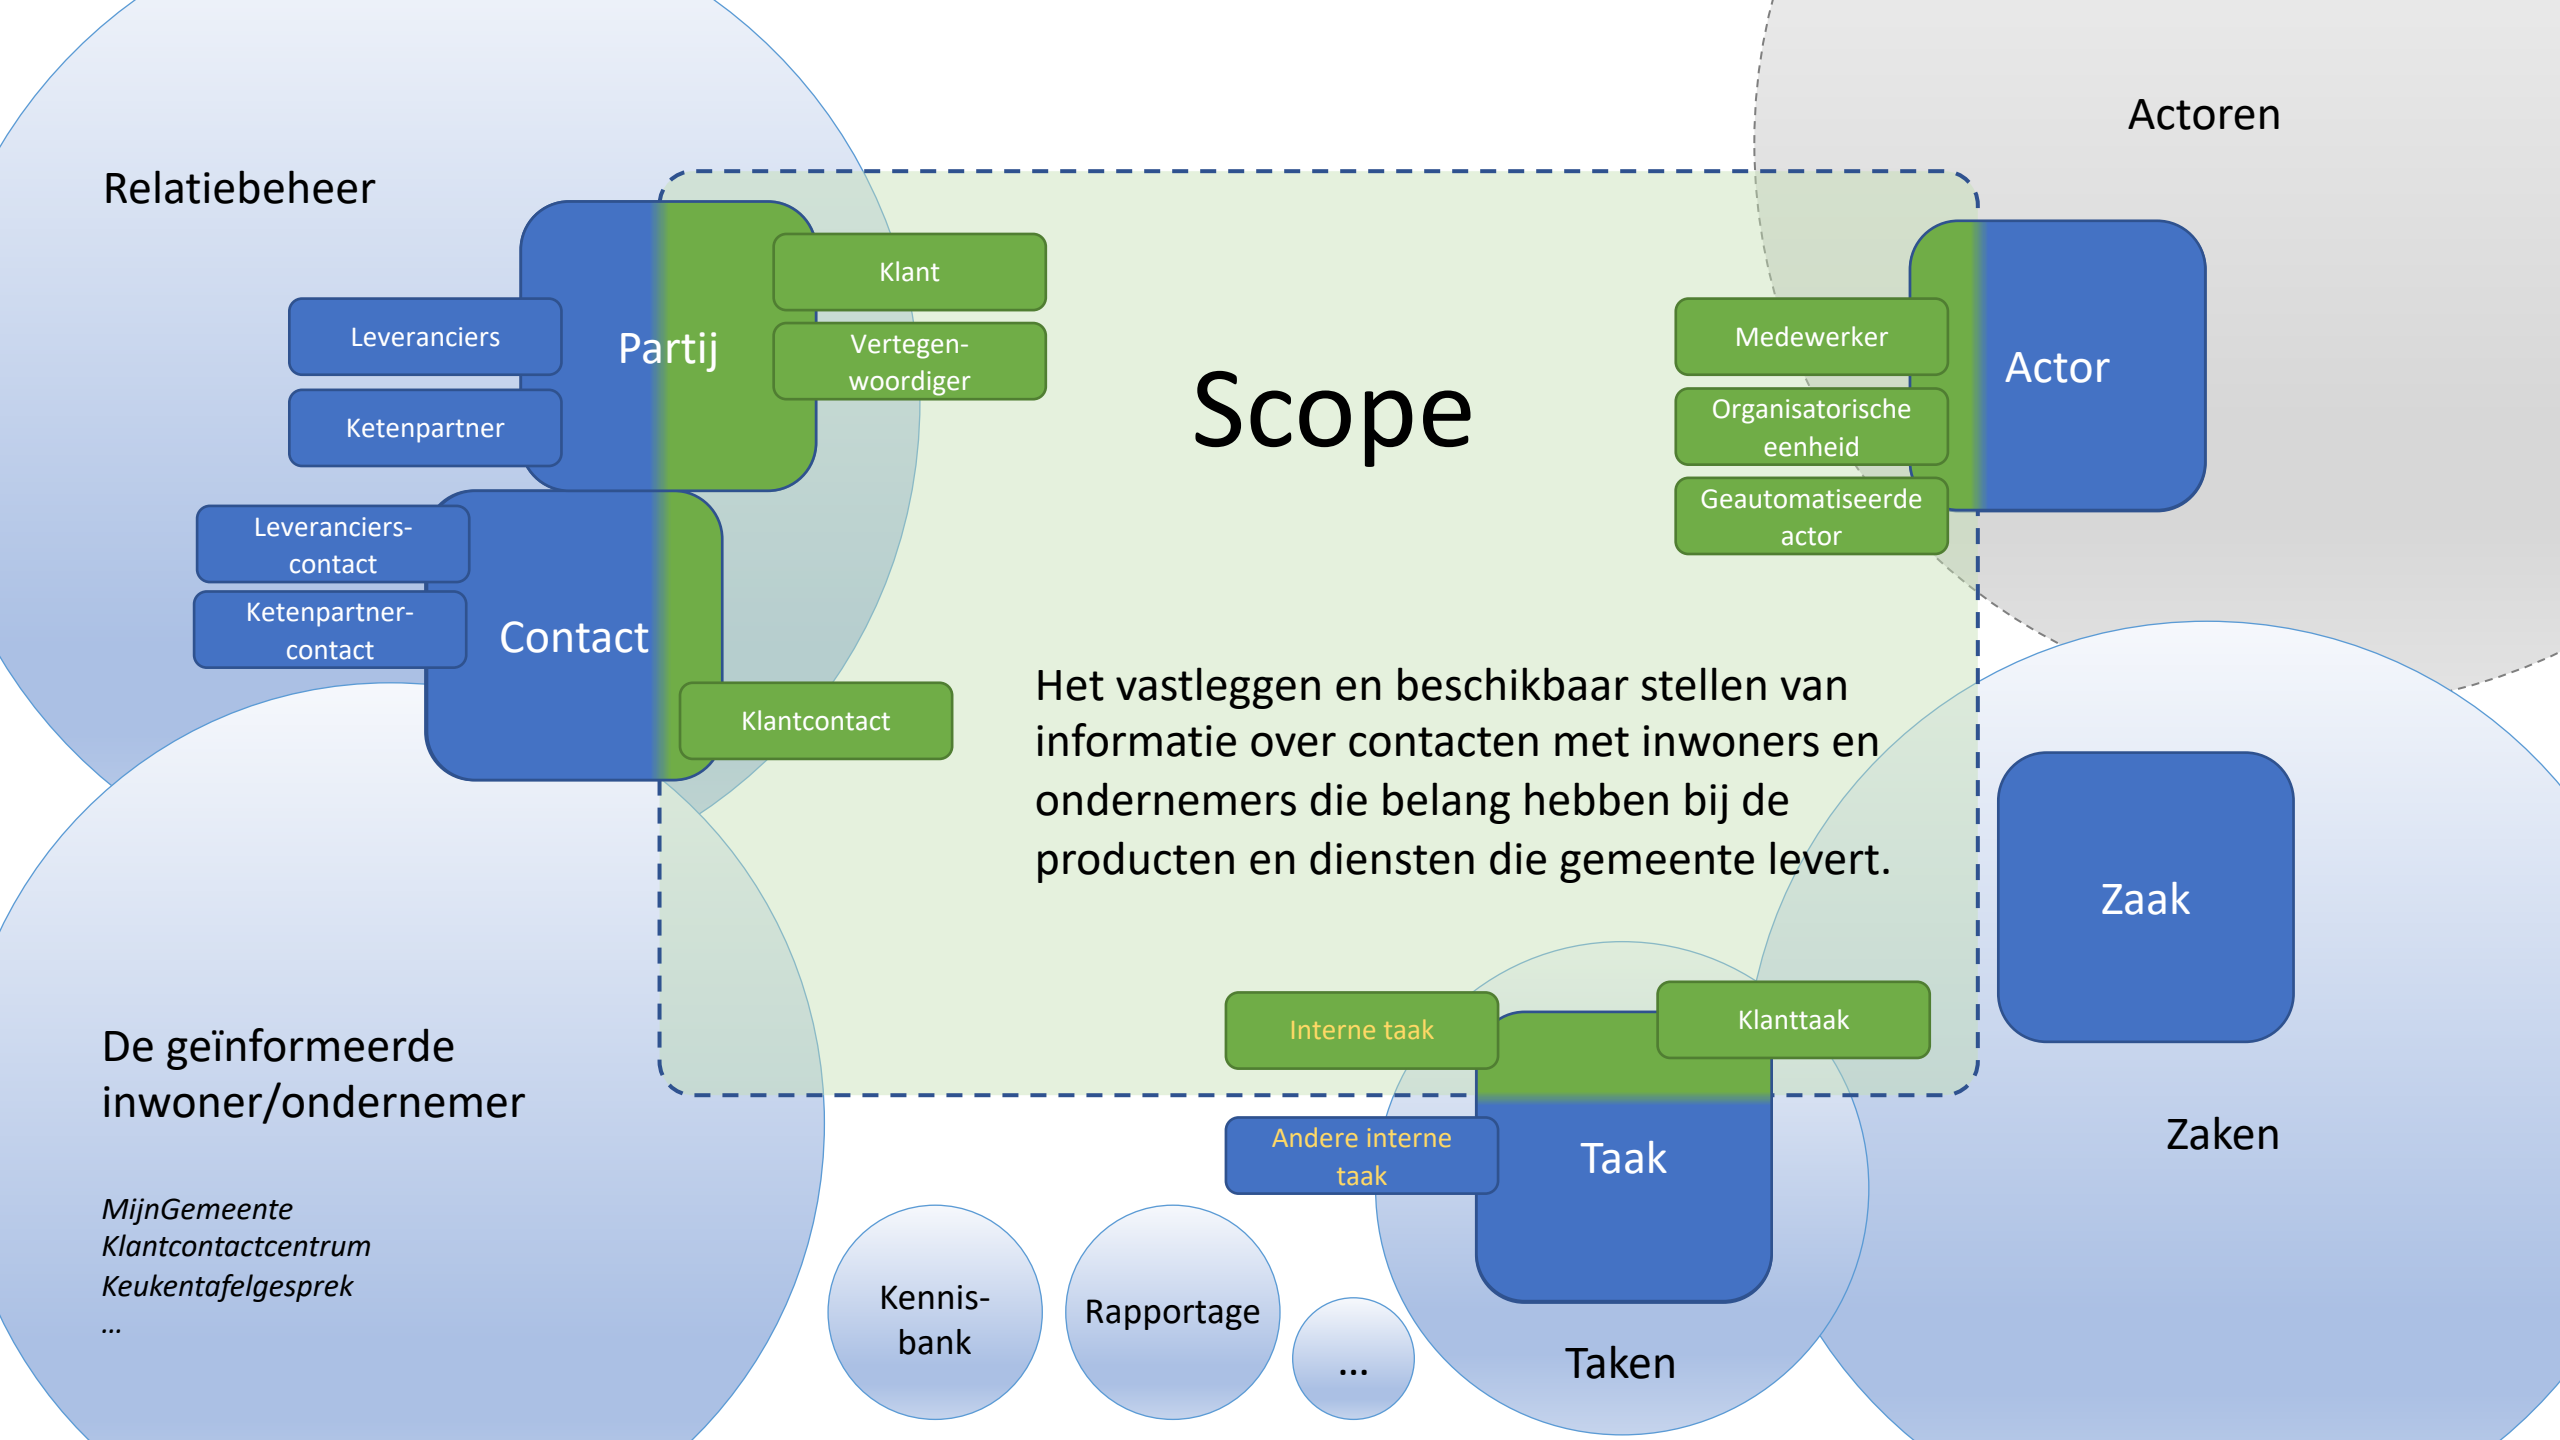 Actoren
Relatiebeheer
Klant
Leveranciers
Partij
Vertegen-
woordiger
Ketenpartner
Scope
Medewerker
Actor
Organisatorische
eenheid
Geautomatiseerde
actor
Leveranciers-
contact
Ketenpartner-
contact
Contact
Klantcontact
Het vastleggen en beschikbaar stellen van
informatie over contacten met inwoners en
ondernemers die belang hebben bij de
producten en diensten die gemeente levert.
Zaak
Interne taak
Klanttaak
De geïnformeerde
inwoner/ondernemer
Andere interne
taak
Taak
Zaken
MijnGemeente
Klantcontactcentrum
Keukentafelgesprek
...
Kennis-
bank
Rapportage
...
Taken